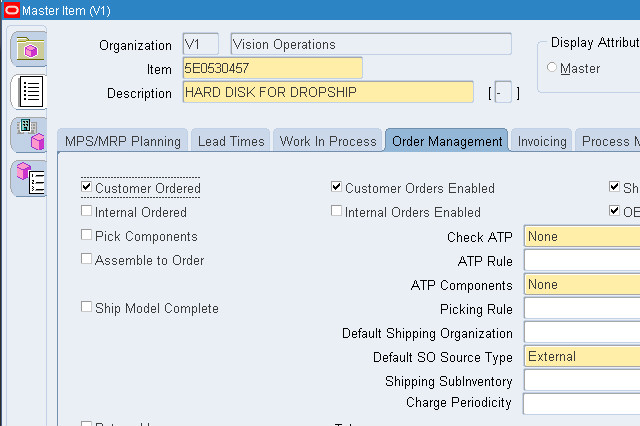 Master Item (V1)
Organization V1 Vision Operations
Display Attribut
Item 5E0530457
Master
Description HARD DISK FOR DROPSHIP [ - ]
MPS/MRP Planning Lead Times Work In Process Order Management Invoicing Process M
Customer Ordered Customer Orders Enabled Sh
Internal Ordered Internal Orders Enabled OE
Pick Components Check ATP None
Assemble to Order ATP Rule
ATP Components None
Ship Model Complete Picking Rule
Default Shipping Organization
Default SO Source Type External
Shipping SubInventory
Charge Periodicity